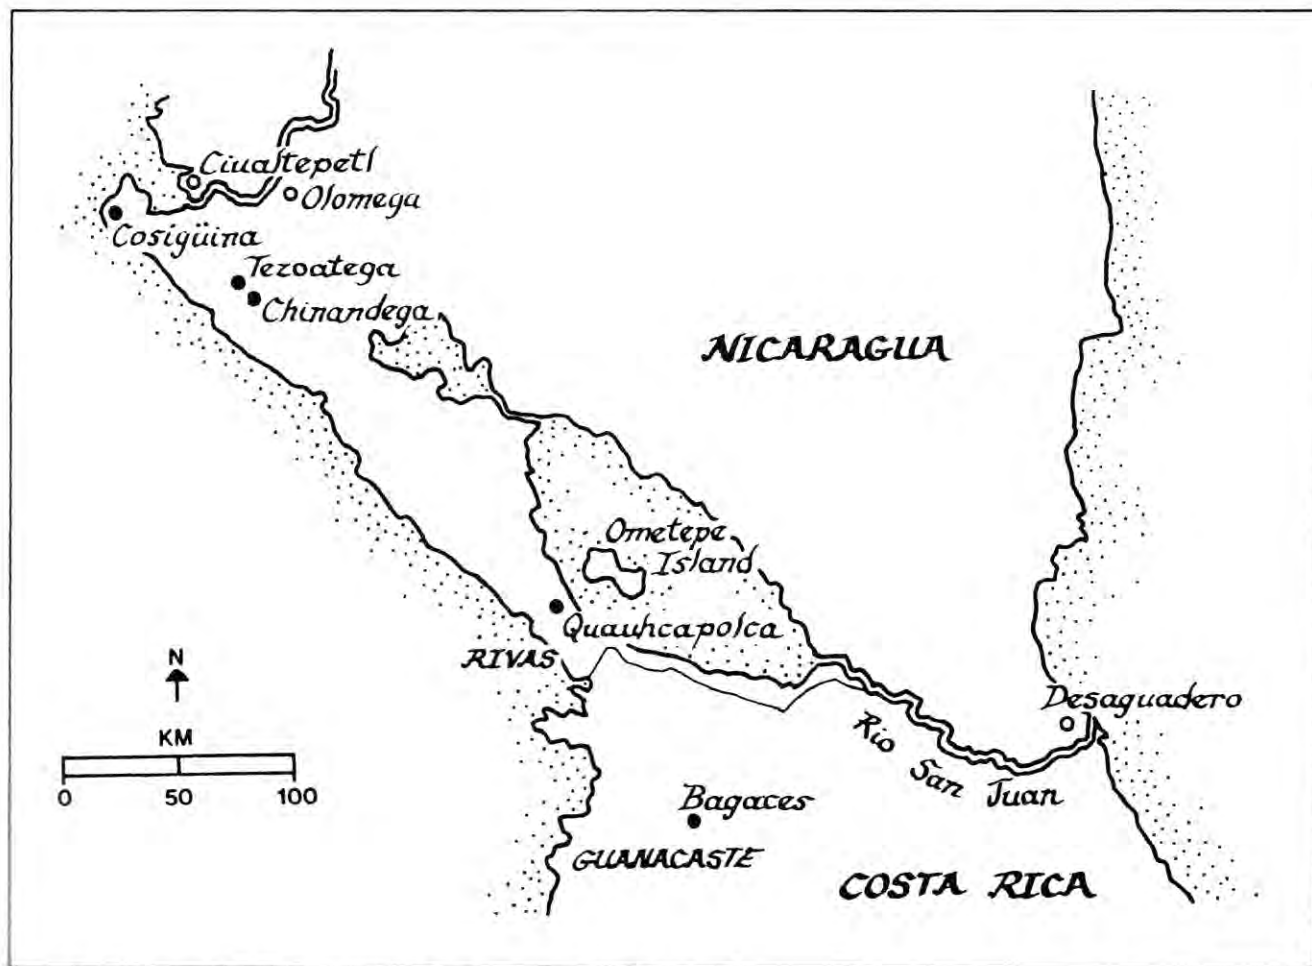 Ciualtepetl
Olomega
Cosigüina
Tezoatega
Chinandega
NICARAGUA
Ometepe
Island
Quauhcapolca
RIVAS
N
KM
0 50 100
Desaguadero
Rio San Juan
Bagaces
GUANACASTE
COSTA RICA